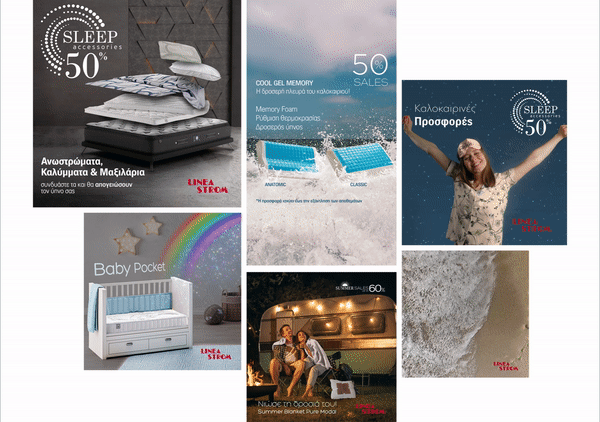 SLEEP
accessories
50%
Ανωστρώματα,
Καλύμματα & Μαξιλάρια
συνδυάστε τα και θα απογειώσουν
τον ύπνο σας
LINEA
STROM
50%
SALES
COOL GEL MEMORY
Η δροσερή πλευρά του καλοκαιριού!
Memory Foam
Ρύθμιση θερμοκρασίας
Δροσερός ύπνος
ANATOMIC
CLASSIC
*Η προσφορά ισχύει έως την εξάντληση των αποθεμάτων
Καλοκαιρινές
Προσφορές
SLEEP
accessories
50%
LINEA
STROM
Baby Pocket
LINEA
STROM
SUMMER SALES
60%
Νιώσε τη δροσιά του!
Summer Blanket Pure Modal
LINEA
STROM
LINEA
STROM